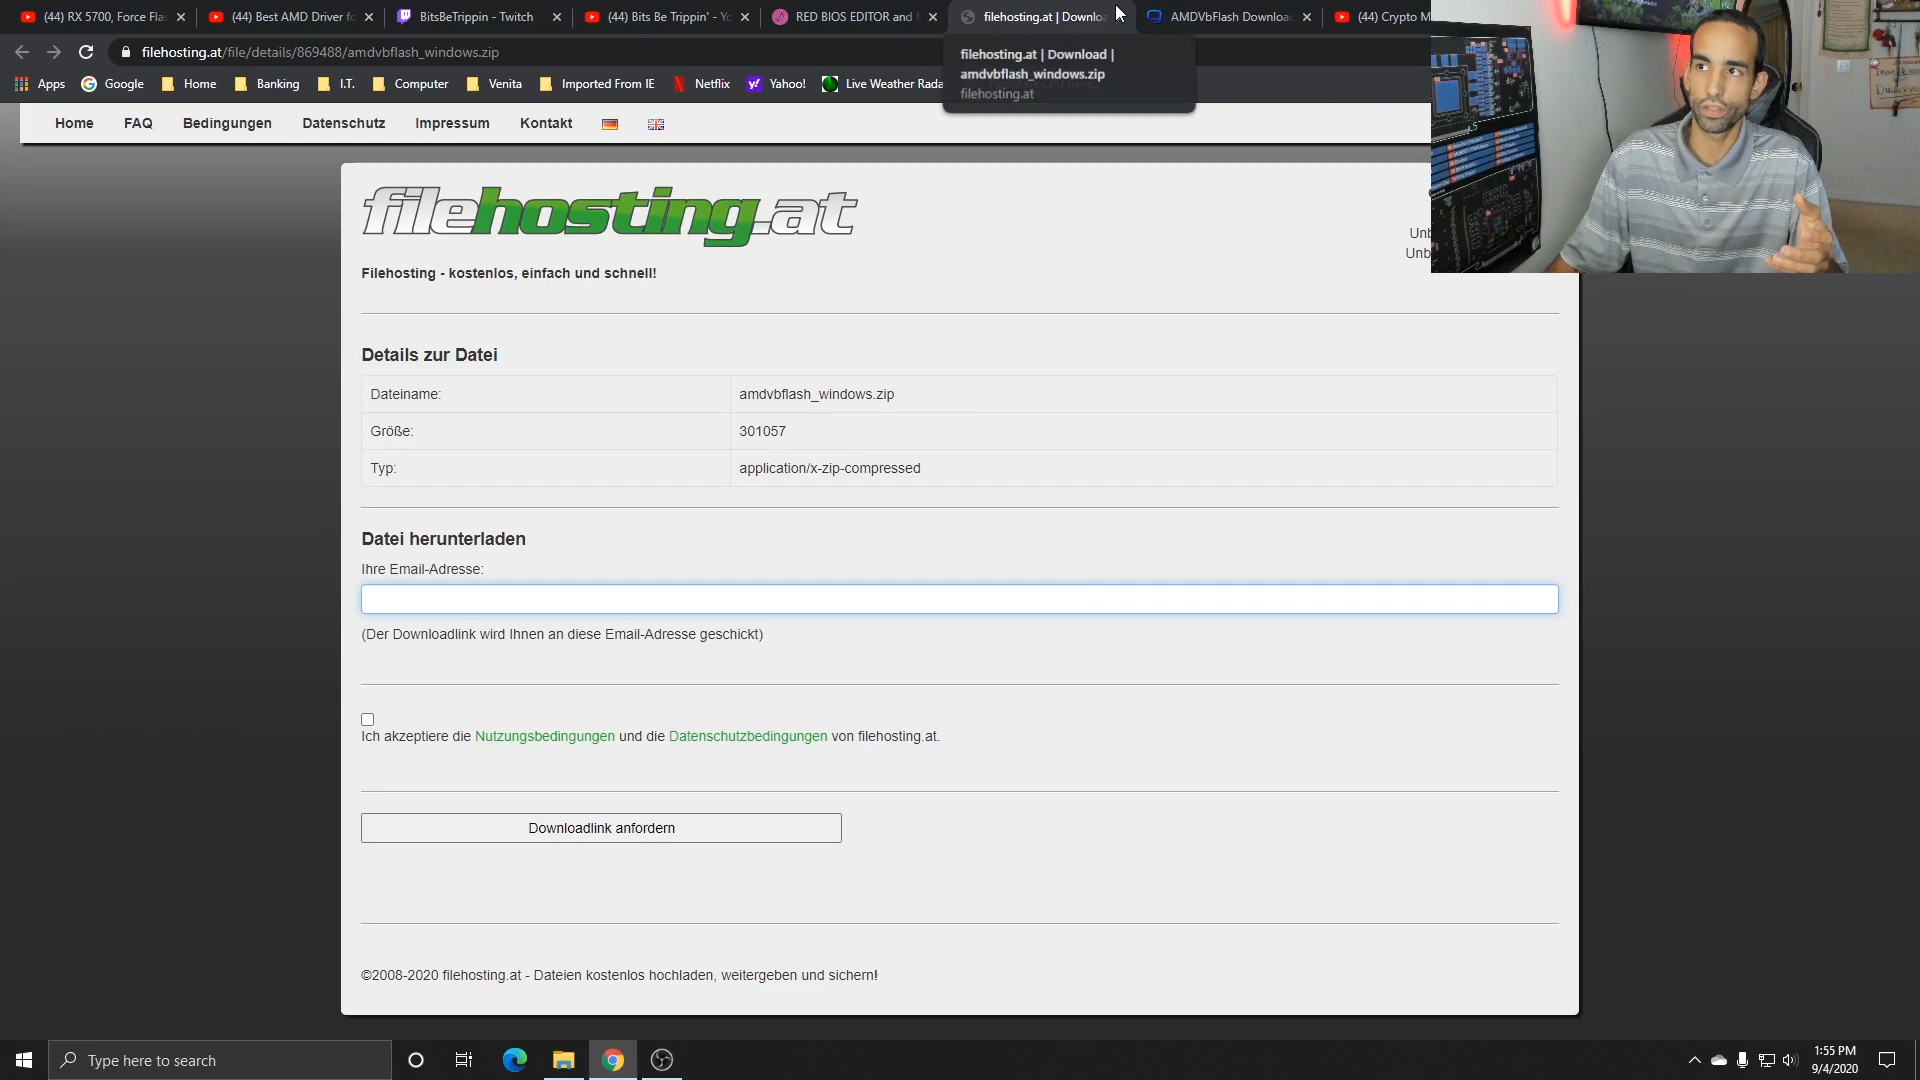 (44) RX 5700, Force Fla
(44) Best AMD Driver fo
BitsBeTrippin - Twitch
(44) Bits Be Trippin' - Yo
RED BIOS EDITOR and
filehosting.at | Downlo
AMDVbFlash Download
(44) Crypto M
filehosting.at/file/details/869488/amdvbflash_windows.zip
filehosting.at | Download |
amdvbflash_windows.zip
filehosting.at
Apps
Google
Home
Banking
I.T.
Computer
Venita
Imported From IE
Netflix
Yahoo!
Live Weather Rada
Home
FAQ
Bedingungen
Datenschutz
Impressum
Kontakt
filehosting.at
Unb
Unb
Filehosting - kostenlos, einfach und schnell!
Details zur Datei
Dateiname: amdvbflash_windows.zip
Größe: 301057
Typ: application/x-zip-compressed
Datei herunterladen
Ihre Email-Adresse:
(Der Downloadlink wird Ihnen an diese Email-Adresse geschickt)
Ich akzeptiere die Nutzungsbedingungen und die Datenschutzbedingungen von filehosting.at.
Downloadlink anfordern
©2008-2020 filehosting.at - Dateien kostenlos hochladen, weitergeben und sichern!
Type here to search
1:55 PM
9/4/2020